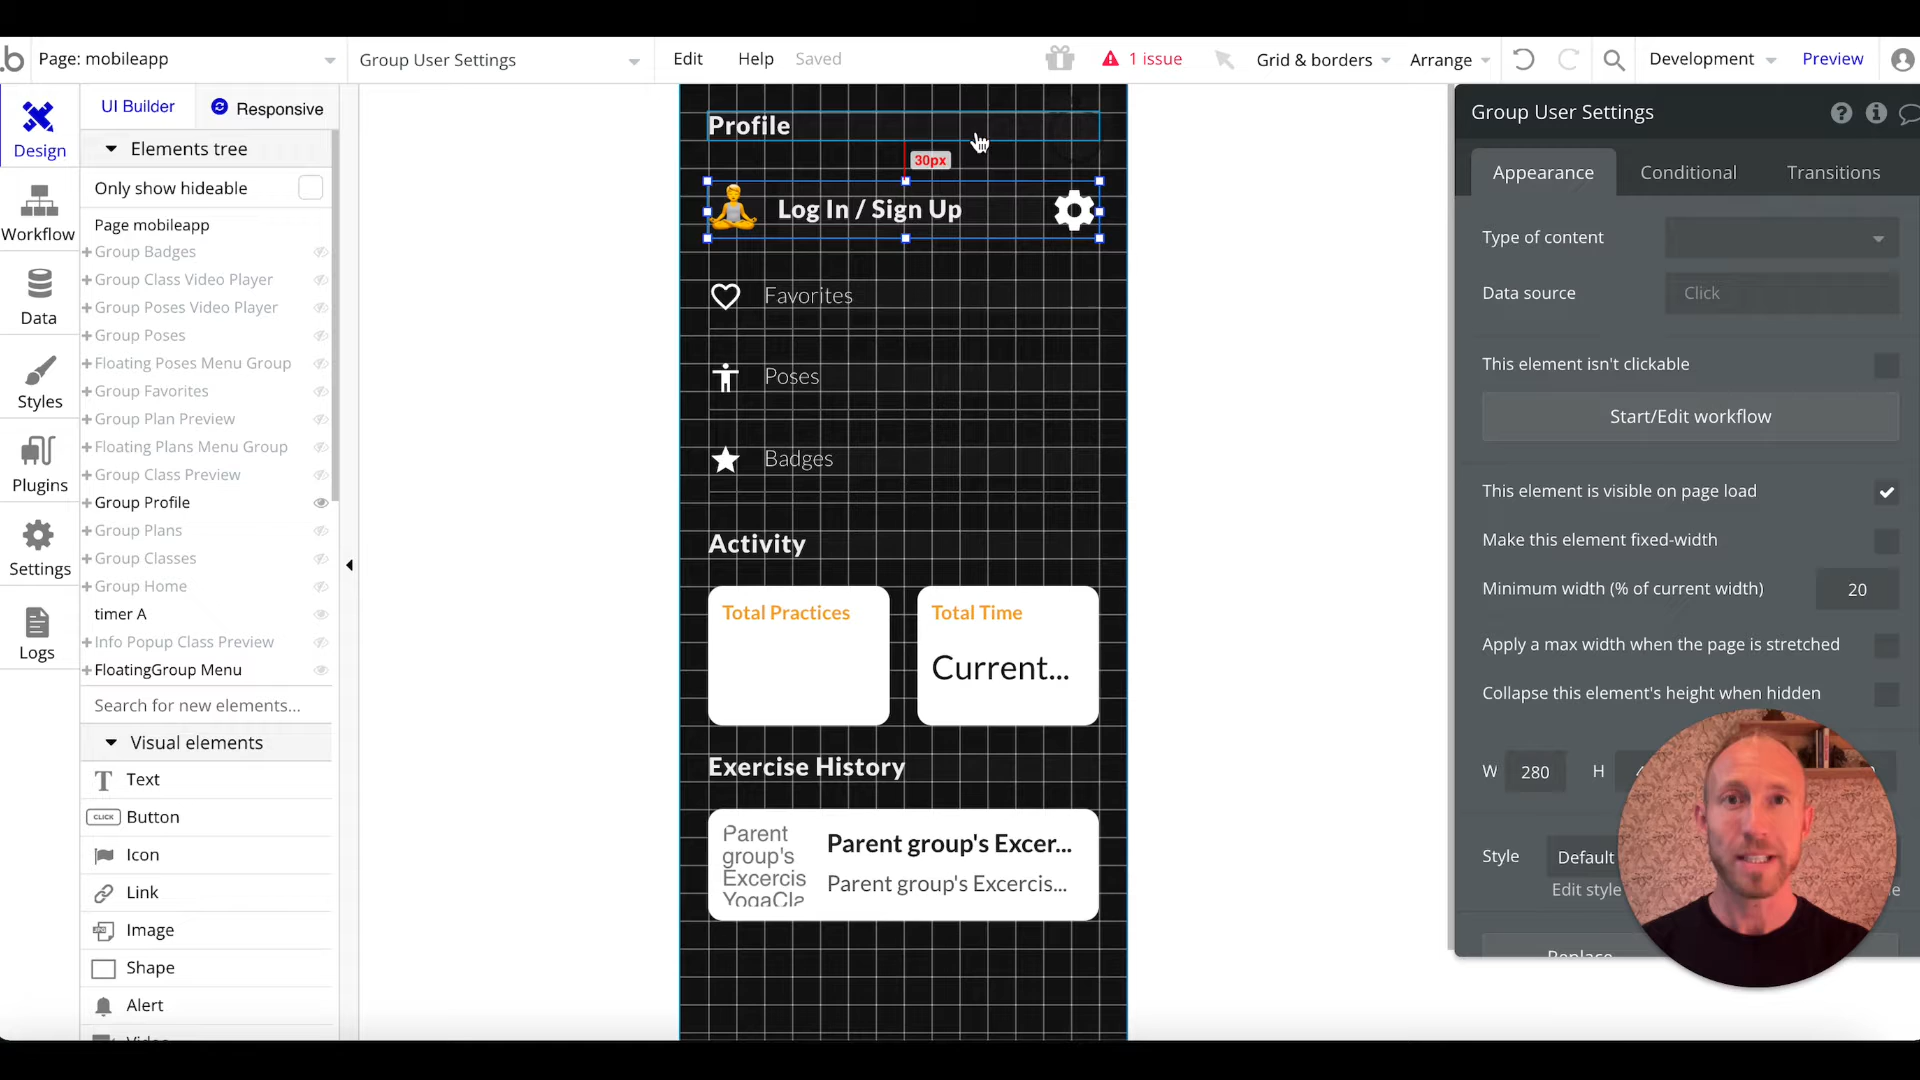 .b
Page: mobileapp
Group User Settings
Edit
Help
Saved
1 issue
Grid & borders
Arrange
Development
Preview
Design
Workflow
Data
Styles
Plugins
Settings
Logs
UI Builder
Responsive
Elements tree
Only show hideable
Page mobileapp
+ Group Badges
+ Group Class Video Player
+ Group Poses Video Player
+ Group Poses
+ Floating Poses Menu Group
+ Group Favorites
+ Group Plan Preview
+ Floating Plans Menu Group
+ Group Class Preview
+ Group Profile
+ Group Plans
+ Group Classes
+ Group Home
timer A
+ Info Popup Class Preview
+ FloatingGroup Menu
Search for new elements...
Visual elements
Text
CLICK Button
Icon
Link
Image
Shape
Alert
Profile
30px
Log In / Sign Up
Favorites
Poses
Badges
Activity
Total Practices
Total Time
Current...
Exercise History
Parent
group's
Excercis
YogaCla
Parent group's Excer...
Parent group's Excercis...
Group User Settings
Appearance
Conditional
Transitions
Type of content
Data source
Click
This element isn't clickable
Start/Edit workflow
This element is visible on page load
Make this element fixed-width
Minimum width (% of current width)
20
Apply a max width when the page is stretched
Collapse this element's height when hidden
W
280
H
Style
Default
Edit style
Replace